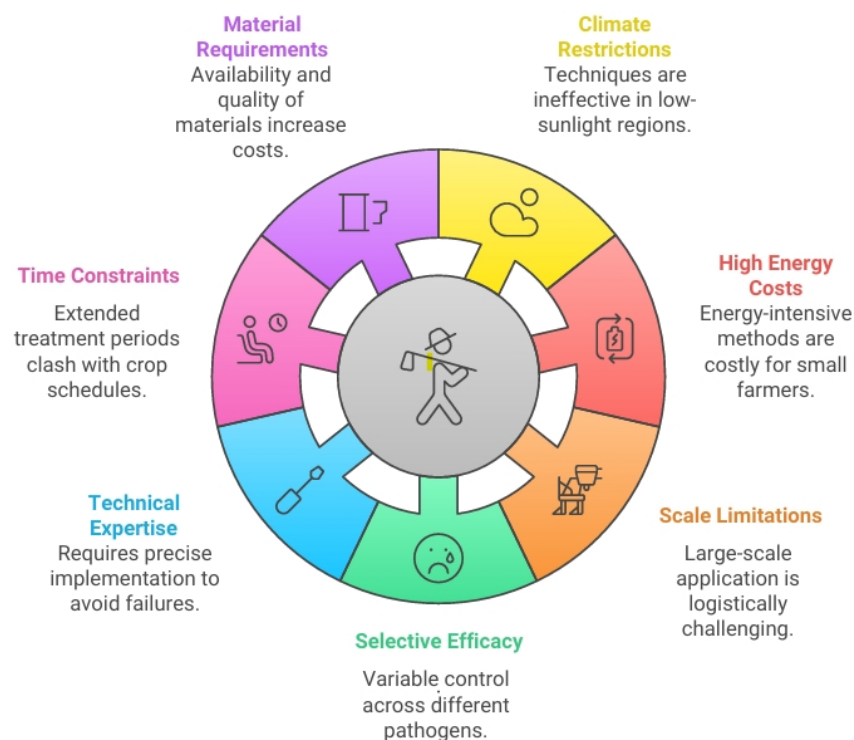 Material
Requirements
Availability and
quality of
materials increase
costs.
Climate
Restrictions
Techniques are
ineffective in low-
sunlight regions.
High Energy
Costs
Energy-intensive
methods are
costly for small
farmers.
Scale Limitations
Large-scale
application is
logistically
challenging.
Selective Efficacy
Variable control
across different
pathogens.
Technical
Expertise
Requires precise
implementation to
avoid failures.
Time Constraints
Extended
treatment periods
clash with crop
schedules.